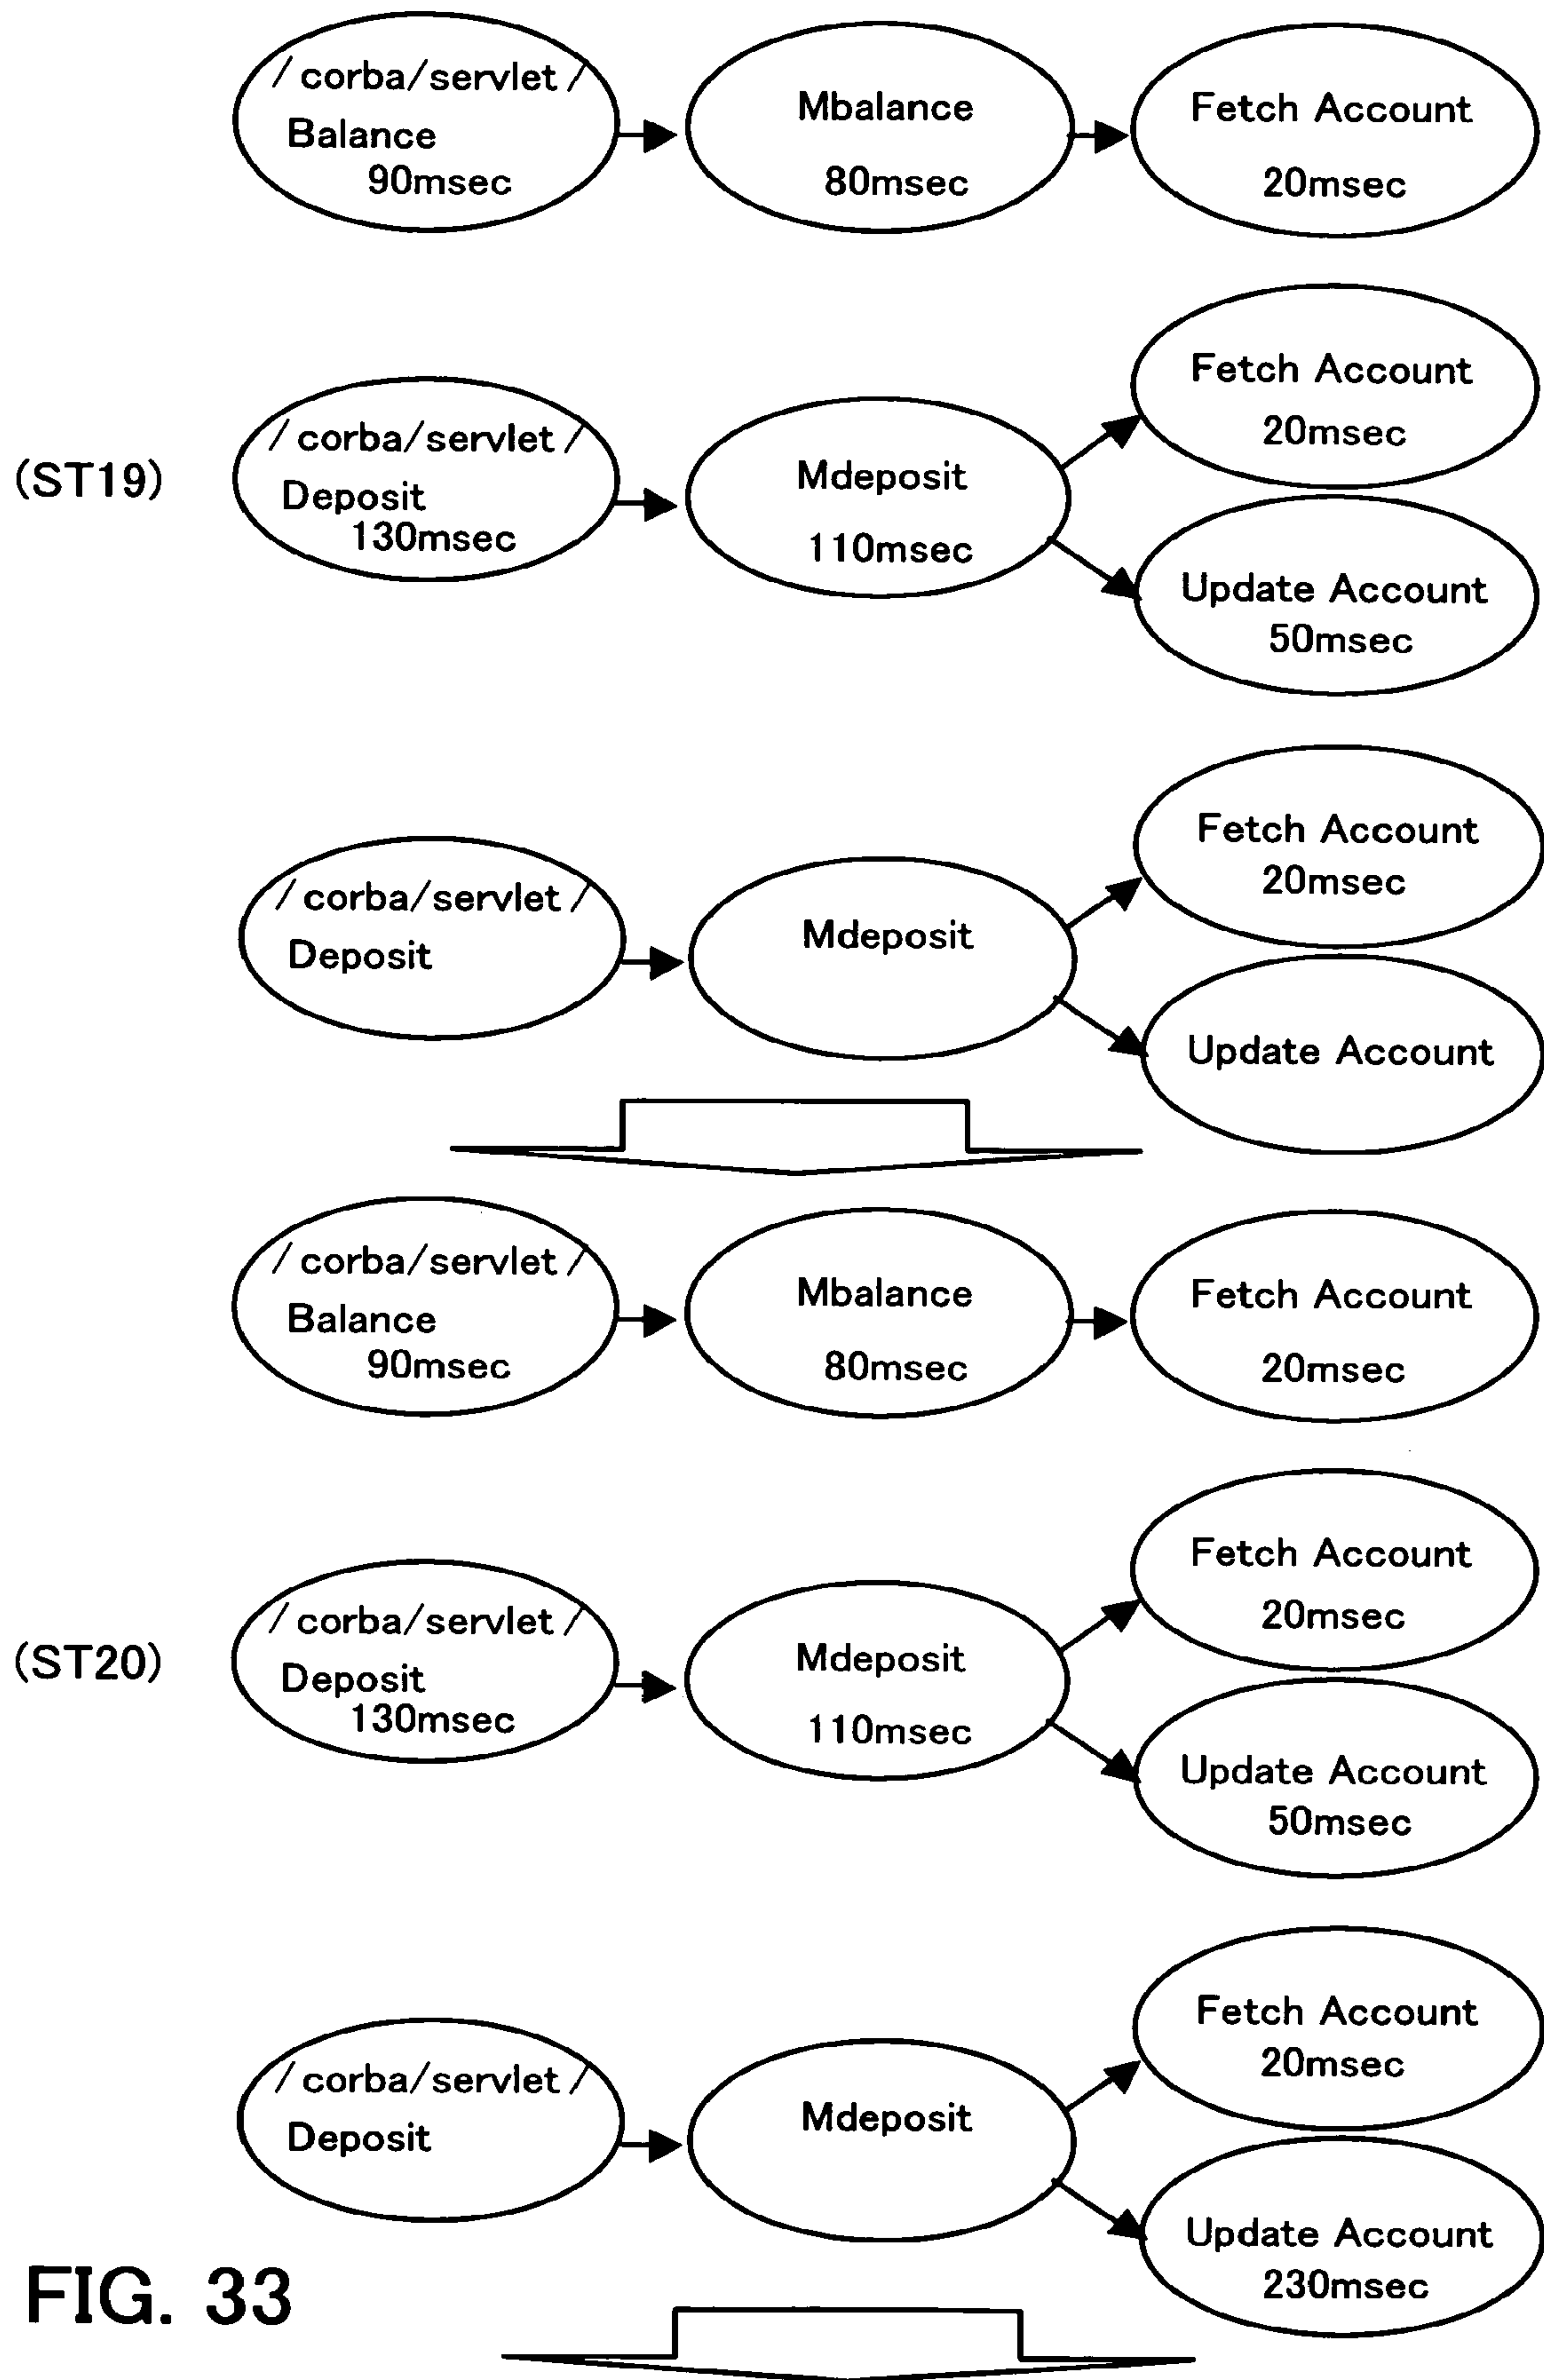 / corba/servlet /
Balance
90msec
Mbalance
80msec
Fetch Account
20msec
(ST19)
/ corba/servlet /
Deposit
130msec
Mdeposit
110msec
Fetch Account
20msec
Update Account
50msec
/ corba/servlet /
Deposit
Mdeposit
Fetch Account
20msec
Update Account
/ corba/servlet /
Balance
90msec
Mbalance
80msec
Fetch Account
20msec
(ST20)
/ corba/servlet /
Deposit
130msec
Mdeposit
110msec
Fetch Account
20msec
Update Account
50msec
/ corba/servlet /
Deposit
Mdeposit
Fetch Account
20msec
Update Account
230msec
FIG. 33